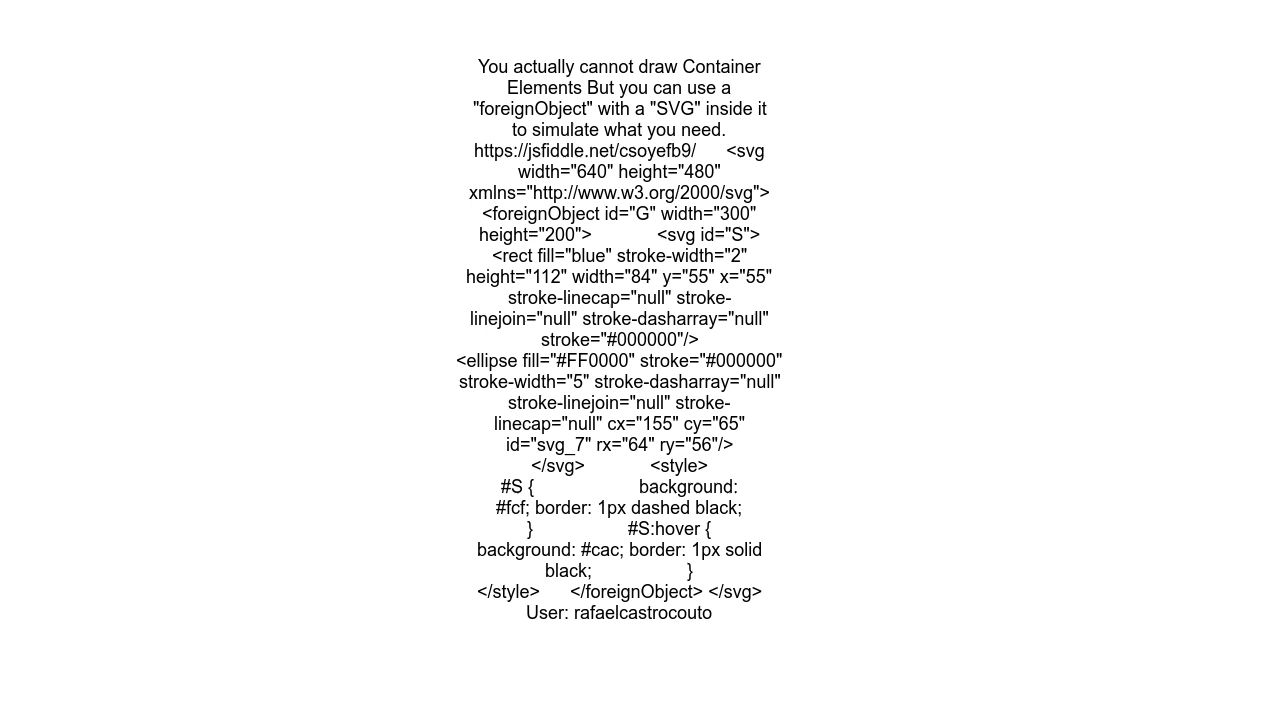 You actually cannot draw Container
Elements But you can use a
"foreignObject" with a "SVG" inside it
to simulate what you need.
https://jsfiddle.net/csoyefb9/ <svg
width="640" height="480"
xmlns="http://www.w3.org/2000/svg">
<foreignObject id="G" width="300"
height="200"> <svg id="S">
<rect fill="blue" stroke-width="2"
height="112" width="84" y="55" x="55"
stroke-linecap="null" stroke-
linejoin="null" stroke-dasharray="null"
stroke="#000000"/>
<ellipse fill="#FF0000" stroke="#000000"
stroke-width="5" stroke-dasharray="null"
stroke-linejoin="null" stroke-
linecap="null" cx="155" cy="65"
id="svg_7" rx="64" ry="56"/>
</svg> <style>
#S { background:
#fcf; border: 1px dashed black;
} #S:hover {
background: #cac; border: 1px solid
black; }
</style> </foreignObject> </svg>
User: rafaelcastrocouto